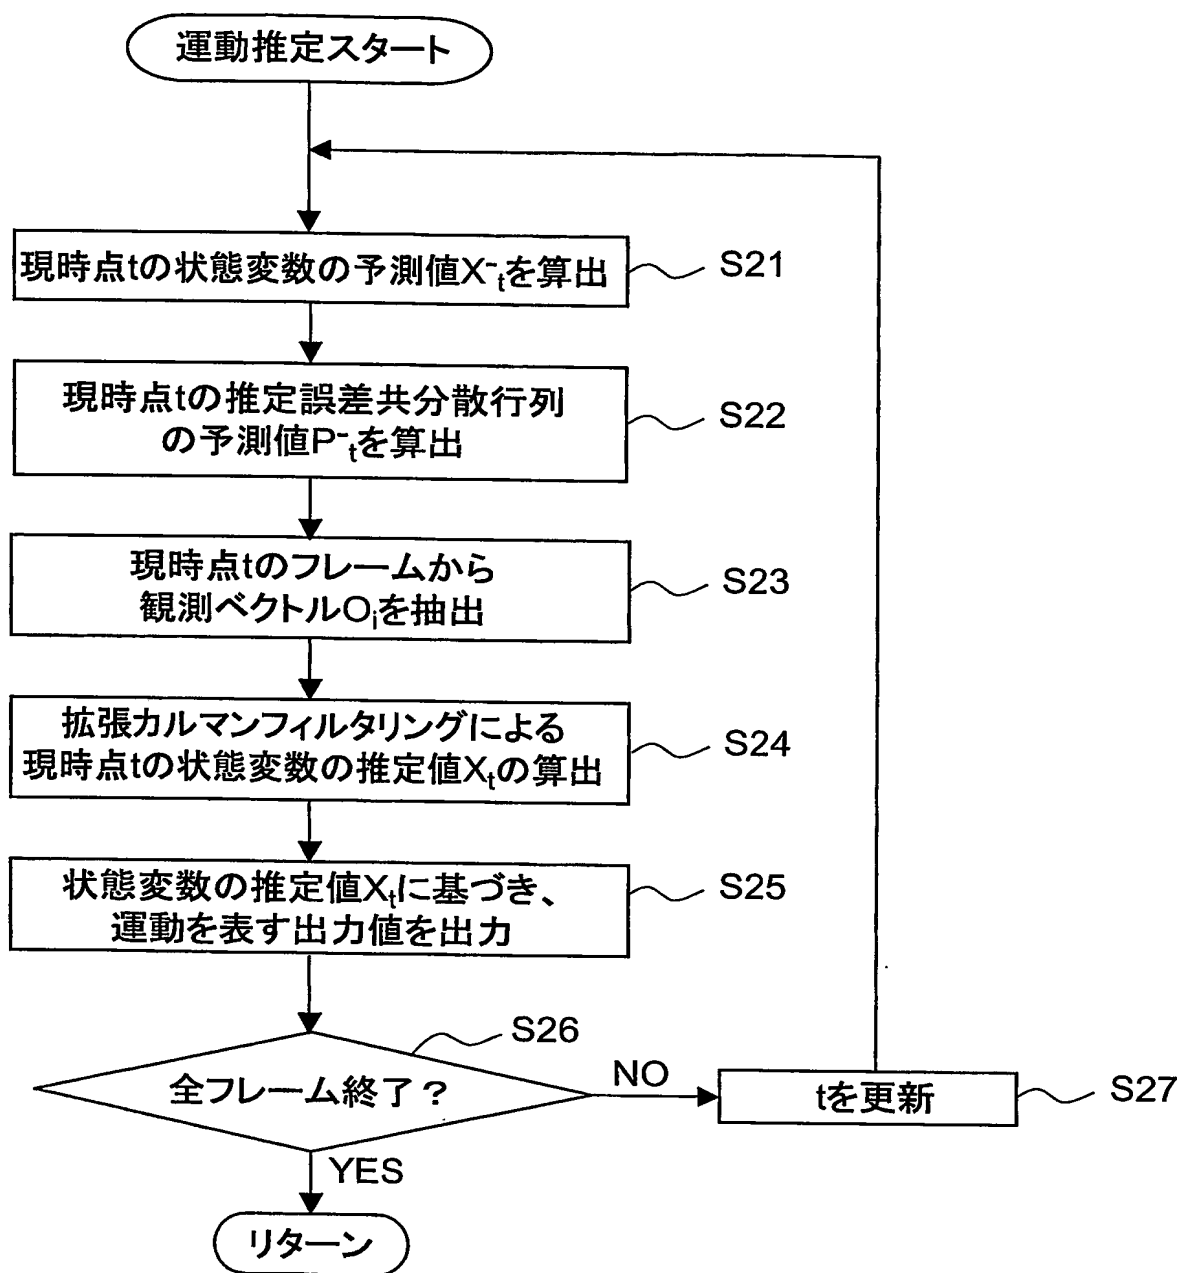 運動推定スタート
現時点tの状態変数の予測値X⁻ₜを算出
S21
現時点tの推定誤差共分散行列
の予測値P⁻ₜを算出
S22
現時点tのフレームから
観測ベクトルOᵢを抽出
S23
拡張カルマンフィルタリングによる
現時点tの状態変数の推定値Xₜの算出
S24
状態変数の推定値Xₜに基づき、
運動を表す出力値を出力
S25
S26
全フレーム終了？
NO
tを更新
S27
YES
リターン